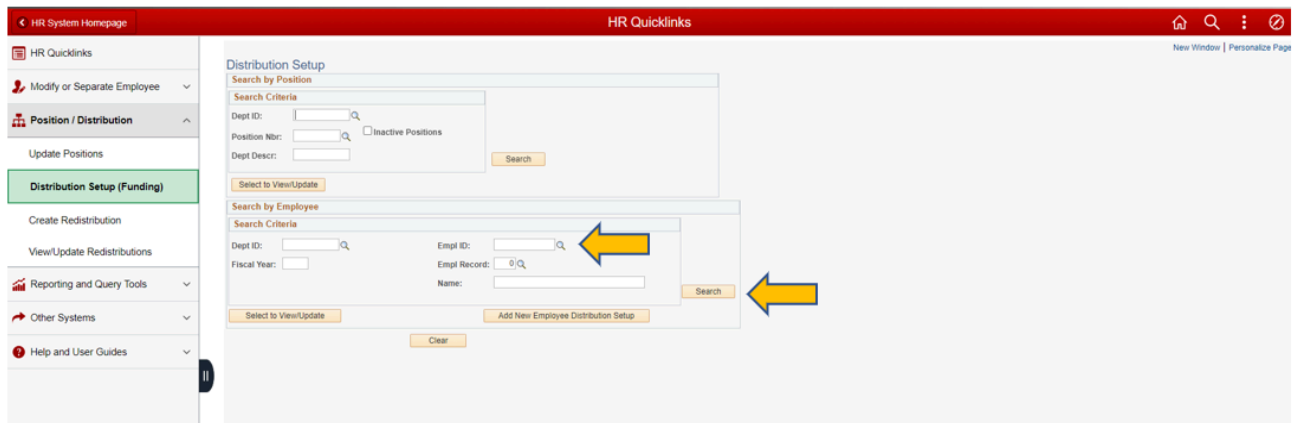 HR System Homepage
HR Quicklinks
New Window | Personalize Page
HR Quicklinks
Modify or Separate Employee
Position / Distribution
Update Positions
Distribution Setup (Funding)
Create Redistribution
View/Update Redistributions
Reporting and Query Tools
Other Systems
Help and User Guides
Distribution Setup
Search by Position
Search Criteria
Dept ID:
Position Nbr: Inactive Positions
Dept Descr:
Search
Select to View/Update
Search by Employee
Search Criteria
Dept ID: Empl ID:
Fiscal Year: Empl Record: 0
Name:
Search
Select to View/Update Add New Employee Distribution Setup
Clear